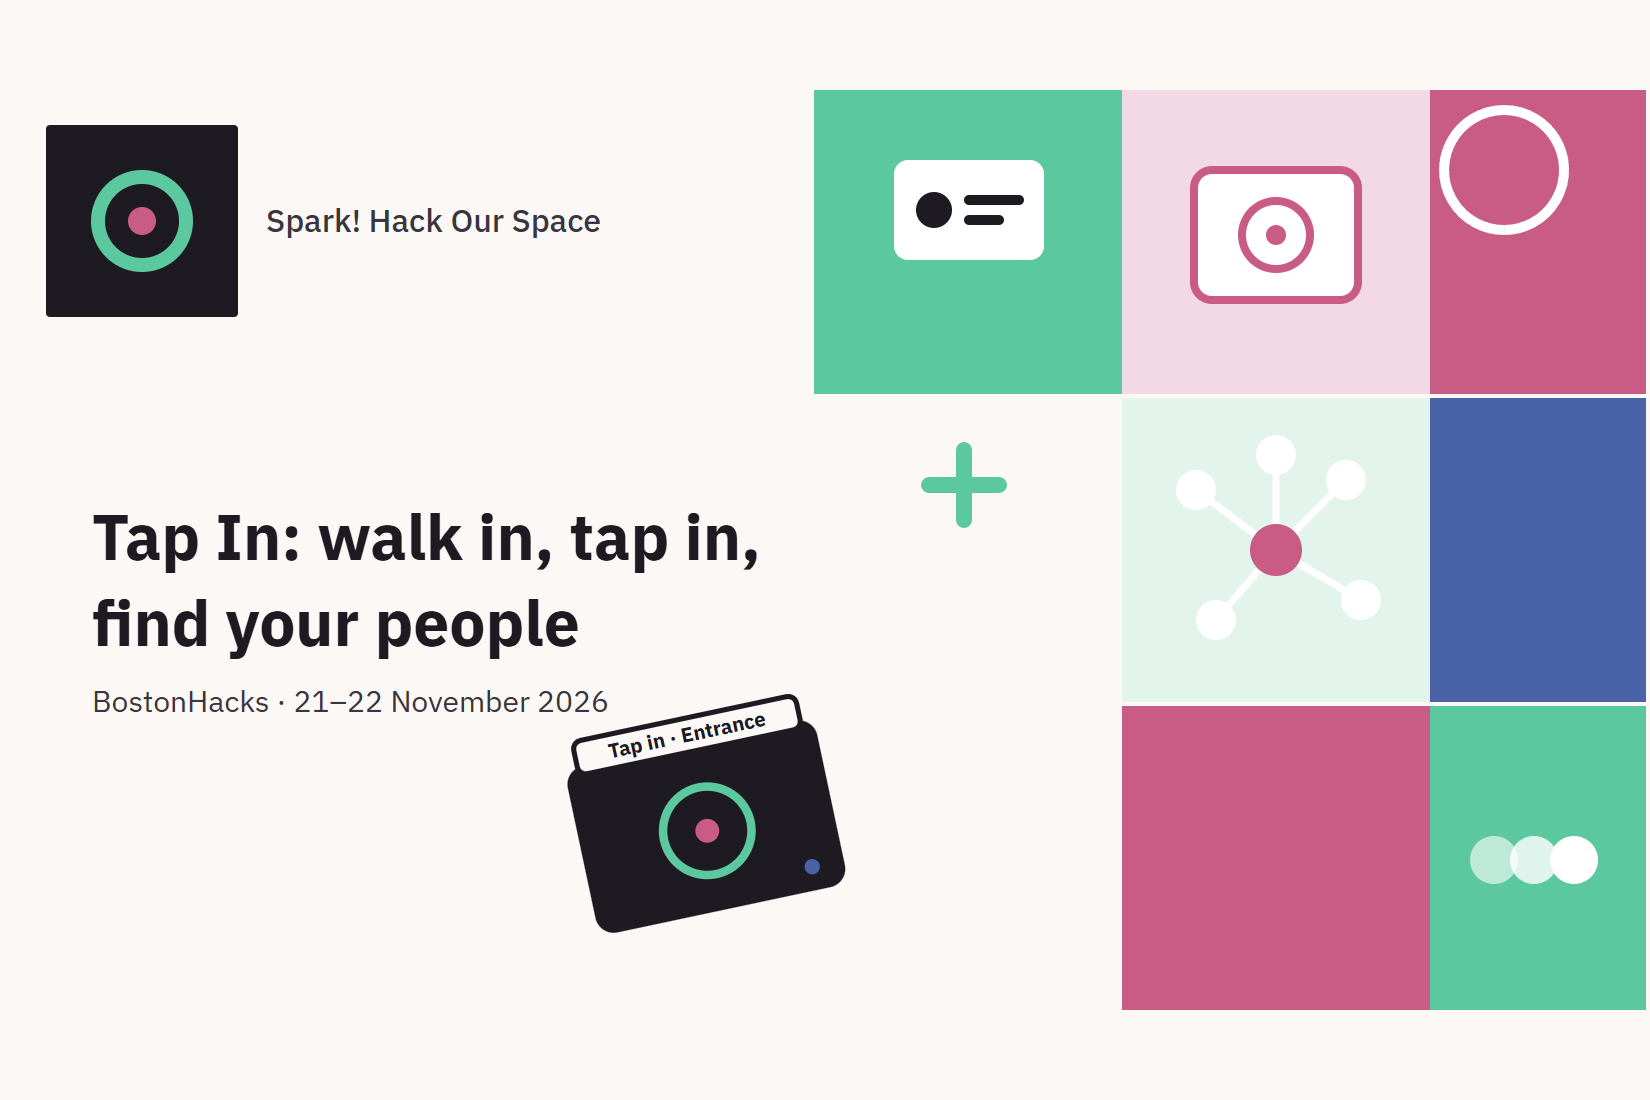 Spark! Hack Our Space
Tap In: walk in, tap in,
find your people
BostonHacks · 21–22 November 2026
Tap in · Entrance